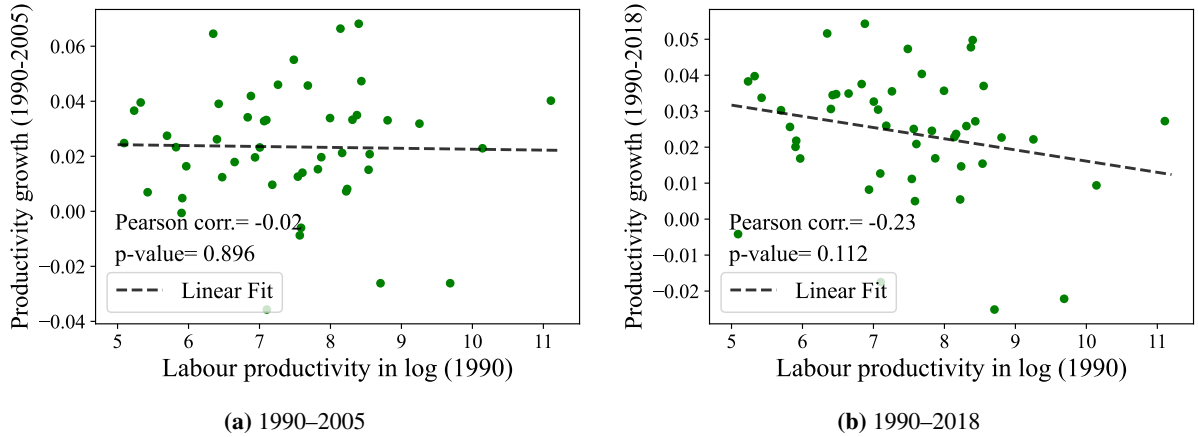 Productivity growth (1990-2005)
0.06
0.04
0.02
0.00
−0.02
−0.04
Pearson corr.= -0.02
p-value= 0.896
Linear Fit
5 6 7 8 9 10 11
Labour productivity in log (1990)
(a) 1990–2005
Productivity growth (1990-2018)
0.05
0.04
0.03
0.02
0.01
0.00
−0.01
−0.02
Pearson corr.= -0.23
p-value= 0.112
Linear Fit
5 6 7 8 9 10 11
Labour productivity in log (1990)
(b) 1990–2018